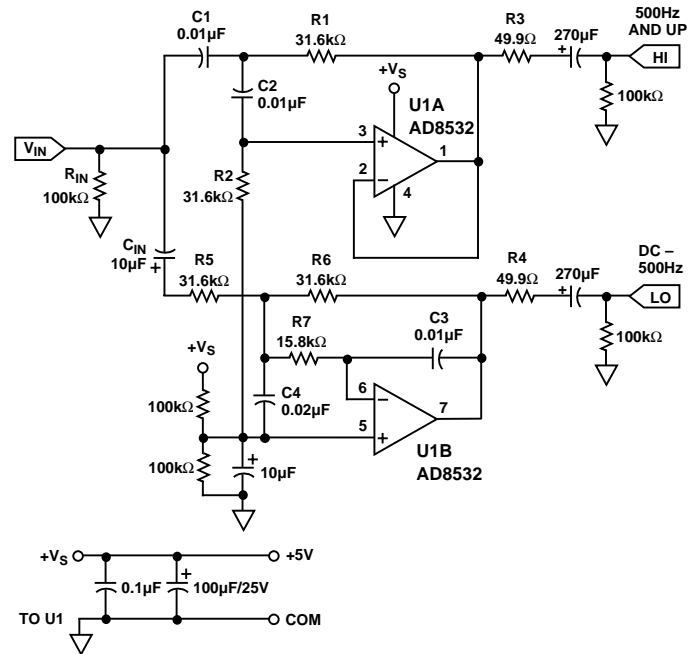 C1
0.01µF
R1
31.6kΩ
R3
49.9Ω
270µF
+
500Hz
AND UP
HI
100kΩ
C2
0.01µF
+VS
U1A
AD8532
3
+
2
−
1
4
VIN
RIN
100kΩ
R2
31.6kΩ
CIN
10µF
+
R5
31.6kΩ
R6
31.6kΩ
R4
49.9Ω
270µF
+
DC –
500Hz
LO
100kΩ
R7
15.8kΩ
C3
0.01µF
+VS
100kΩ
C4
0.02µF
6
−
5
+
7
U1B
AD8532
100kΩ
+
10µF
+VS
+5V
0.1µF
+
100µF/25V
TO U1
COM